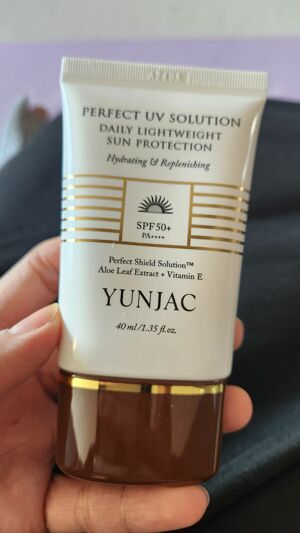 PERFECT UV SOLUTION
DAILY LIGHTWEIGHT
SUN PROTECTION
Hydrating & Replenishing
SPF50+
PA++++
Perfect Shield Solution™
Aloe Leaf Extract + Vitamin E
YUNJAC
40 ml/1.35 fl.oz.